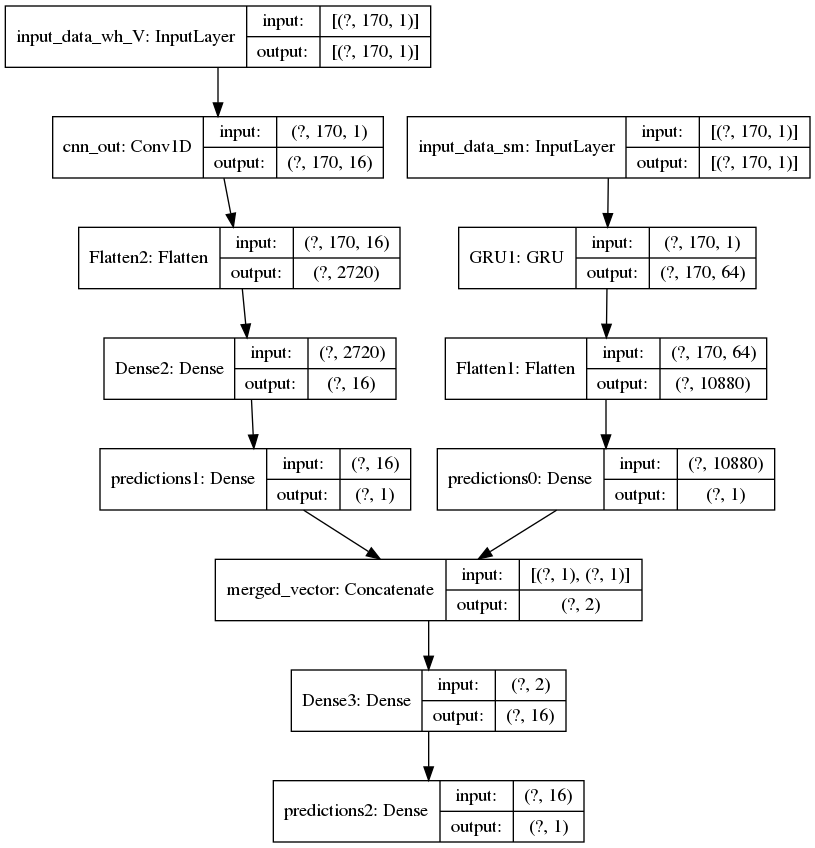 input_data_wh_V: InputLayer
input: [(?, 170, 1)]
output: [(?, 170, 1)]
cnn_out: Conv1D
input: (?, 170, 1)
output: (?, 170, 16)
input_data_sm: InputLayer
input: [(?, 170, 1)]
output: [(?, 170, 1)]
Flatten2: Flatten
input: (?, 170, 16)
output: (?, 2720)
GRU1: GRU
input: (?, 170, 1)
output: (?, 170, 64)
Dense2: Dense
input: (?, 2720)
output: (?, 16)
Flatten1: Flatten
input: (?, 170, 64)
output: (?, 10880)
predictions1: Dense
input: (?, 16)
output: (?, 1)
predictions0: Dense
input: (?, 10880)
output: (?, 1)
merged_vector: Concatenate
input: [(?, 1), (?, 1)]
output: (?, 2)
Dense3: Dense
input: (?, 2)
output: (?, 16)
predictions2: Dense
input: (?, 16)
output: (?, 1)